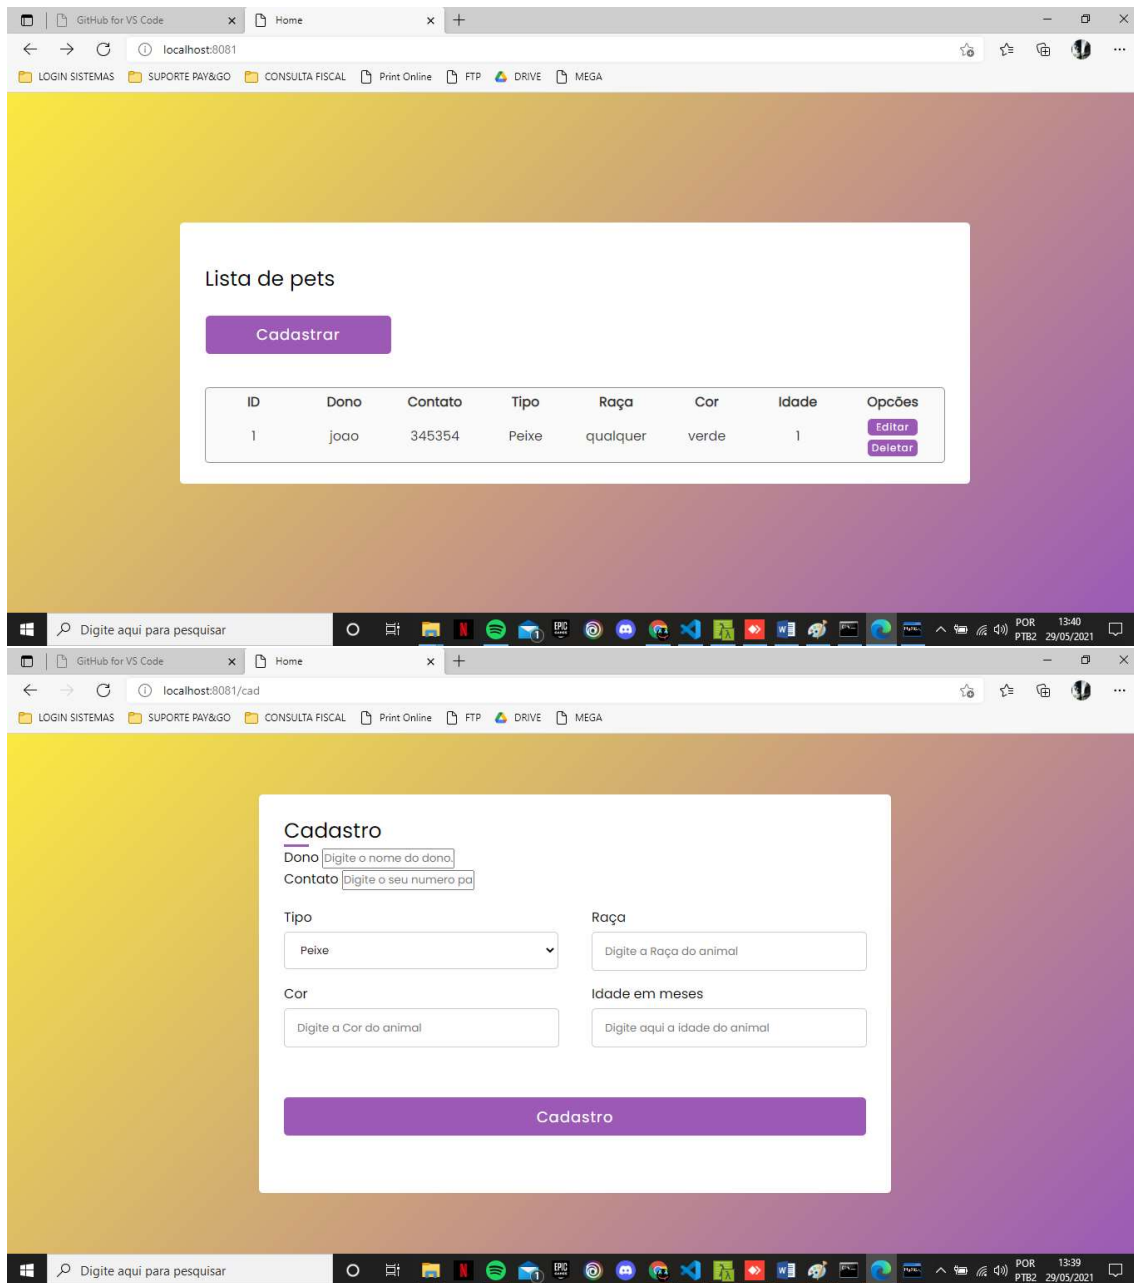 GitHub for VS Code Home
localhost:8081
LOGIN SISTEMAS SUPORTE PAY&GO CONSULTA FISCAL Print Online FTP DRIVE MEGA
Lista de pets
Cadastrar
ID Dono Contato Tipo Raça Cor Idade Opcões
1 joao 345354 Peixe qualquer verde 1 Editar
Deletar
Digite aqui para pesquisar
POR 13:40
PTB2 29/05/2021
GitHub for VS Code Home
localhost:8081/cad
LOGIN SISTEMAS SUPORTE PAY&GO CONSULTA FISCAL Print Online FTP DRIVE MEGA
Cadastro
Dono Digite o nome do dono.
Contato Digite o seu numero pa
Tipo Raça
Peixe Digite a Raça do animal
Cor Idade em meses
Digite a Cor do animal Digite aqui a idade do animal
Cadastro
Digite aqui para pesquisar
POR 13:39
PTB2 29/05/2021